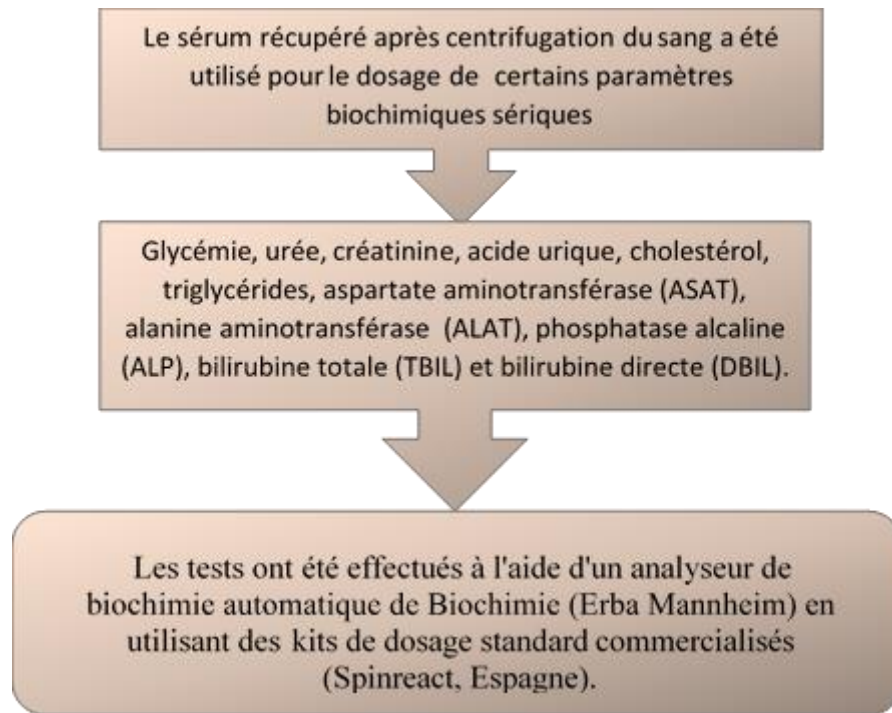 Le sérum récupéré après centrifugation du sang a été
utilisé pour le dosage de certains paramètres
biochimiques sériques
Glycémie, urée, créatinine, acide urique, cholestérol,
triglycérides, aspartate aminotransférase (ASAT),
alanine aminotransférase (ALAT), phosphatase alcaline
(ALP), bilirubine totale (TBIL) et bilirubine directe (DBIL).
Les tests ont été effectués à l'aide d'un analyseur de
biochimie automatique de Biochimie (Erba Mannheim) en
utilisant des kits de dosage standard commercialisés
(Spinreact, Espagne).